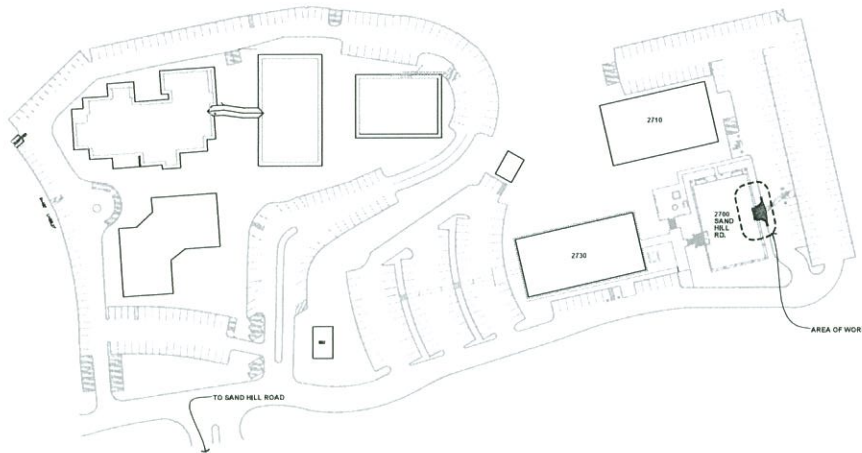 2710
2700
SAND
HILL
RD.
2730
AREA OF WOR
TO SAND HILL ROAD